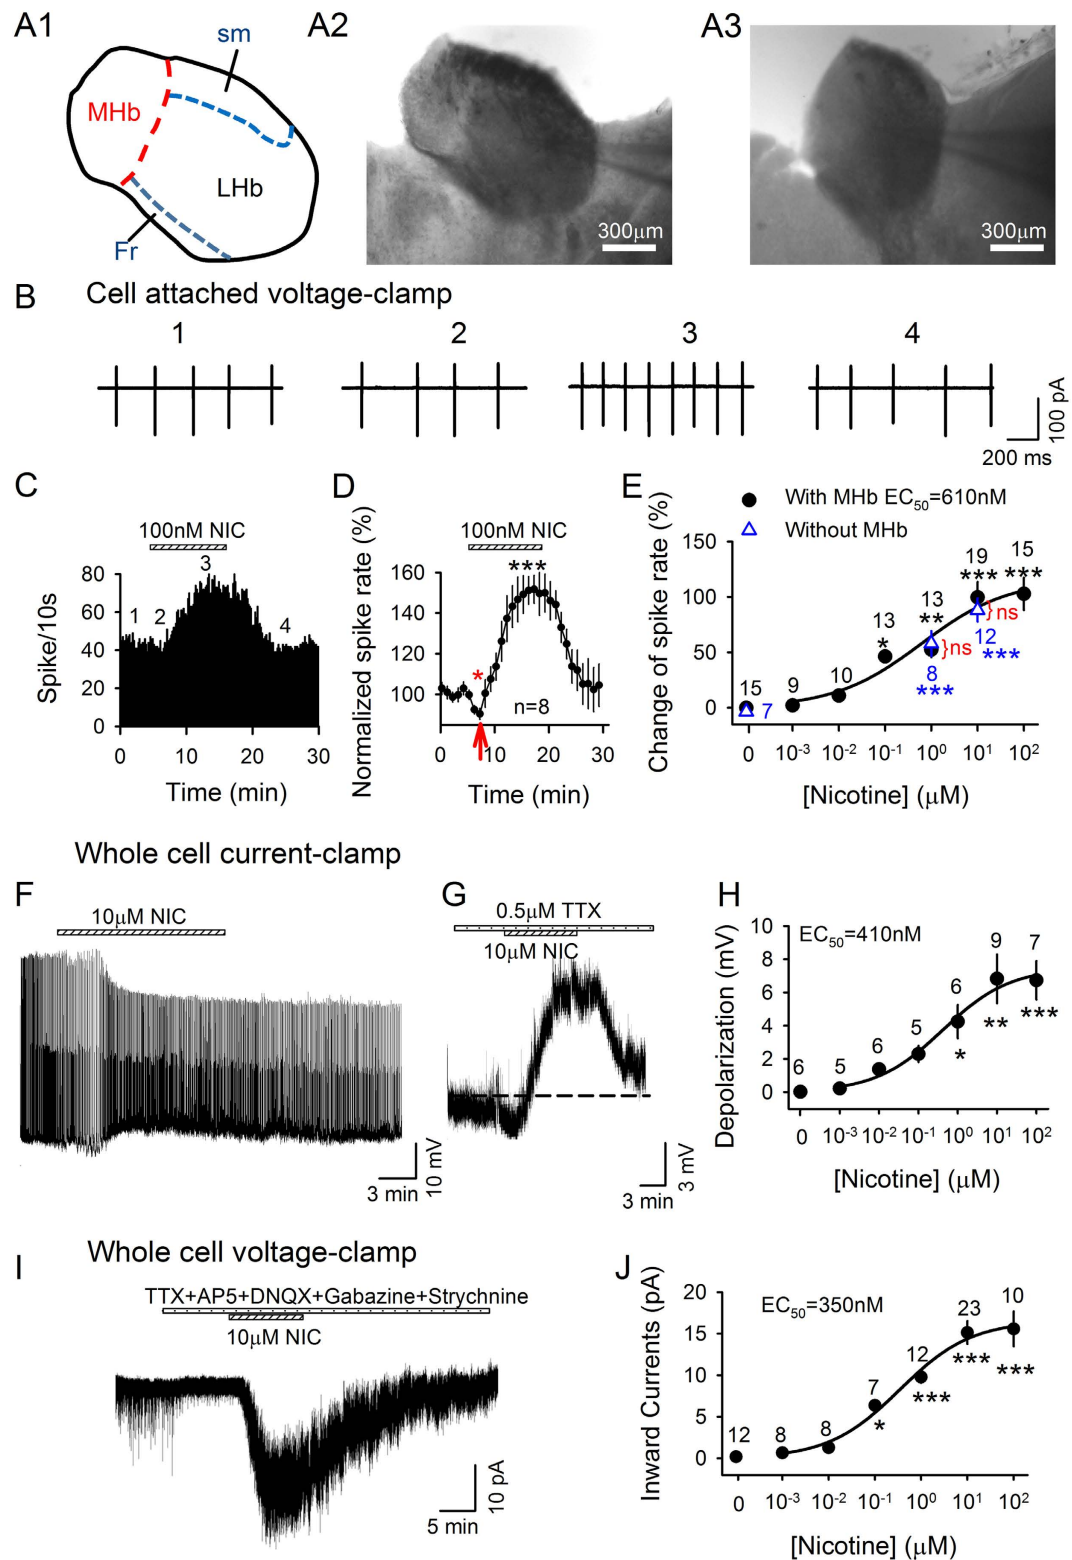 A1
sm
MHb
LHb
Fr
A2
300μm
A3
300μm
B
Cell attached voltage-clamp
1 2 3 4
100 pA
200 ms
C
100nM NIC
Spike/10s
80
60
40
20
0
1 2 3 4
0 10 20 30
Time (min)
D
100nM NIC
Normalized spike rate (%)
160
140
120
100
***
*
n=8
0 10 20 30
Time (min)
E
With MHb EC50=610nM
Without MHb
Change of spike rate (%)
150
100
50
0
15 9 10 13 13 19 15
* ** *** ***
}ns }ns
7 8 12
*** ***
0 10-3 10-2 10-1 100 101 102
[Nicotine] (μM)
Whole cell current-clamp
F
10μM NIC
10 mV
3 min
G
0.5μM TTX
10μM NIC
3 mV
3 min
H
EC50=410nM
Depolarization (mV)
10
8
6
4
2
0
6 5 6 5 6 9 7
* ** ***
0 10-3 10-2 10-1 100 101 102
[Nicotine] (μM)
Whole cell voltage-clamp
I
TTX+AP5+DNQX+Gabazine+Strychnine
10μM NIC
10 pA
5 min
J
EC50=350nM
Inward Currents (pA)
20
15
10
5
0
12 8 8 7 12 23 10
* *** *** ***
0 10-3 10-2 10-1 100 101 102
[Nicotine] (μM)